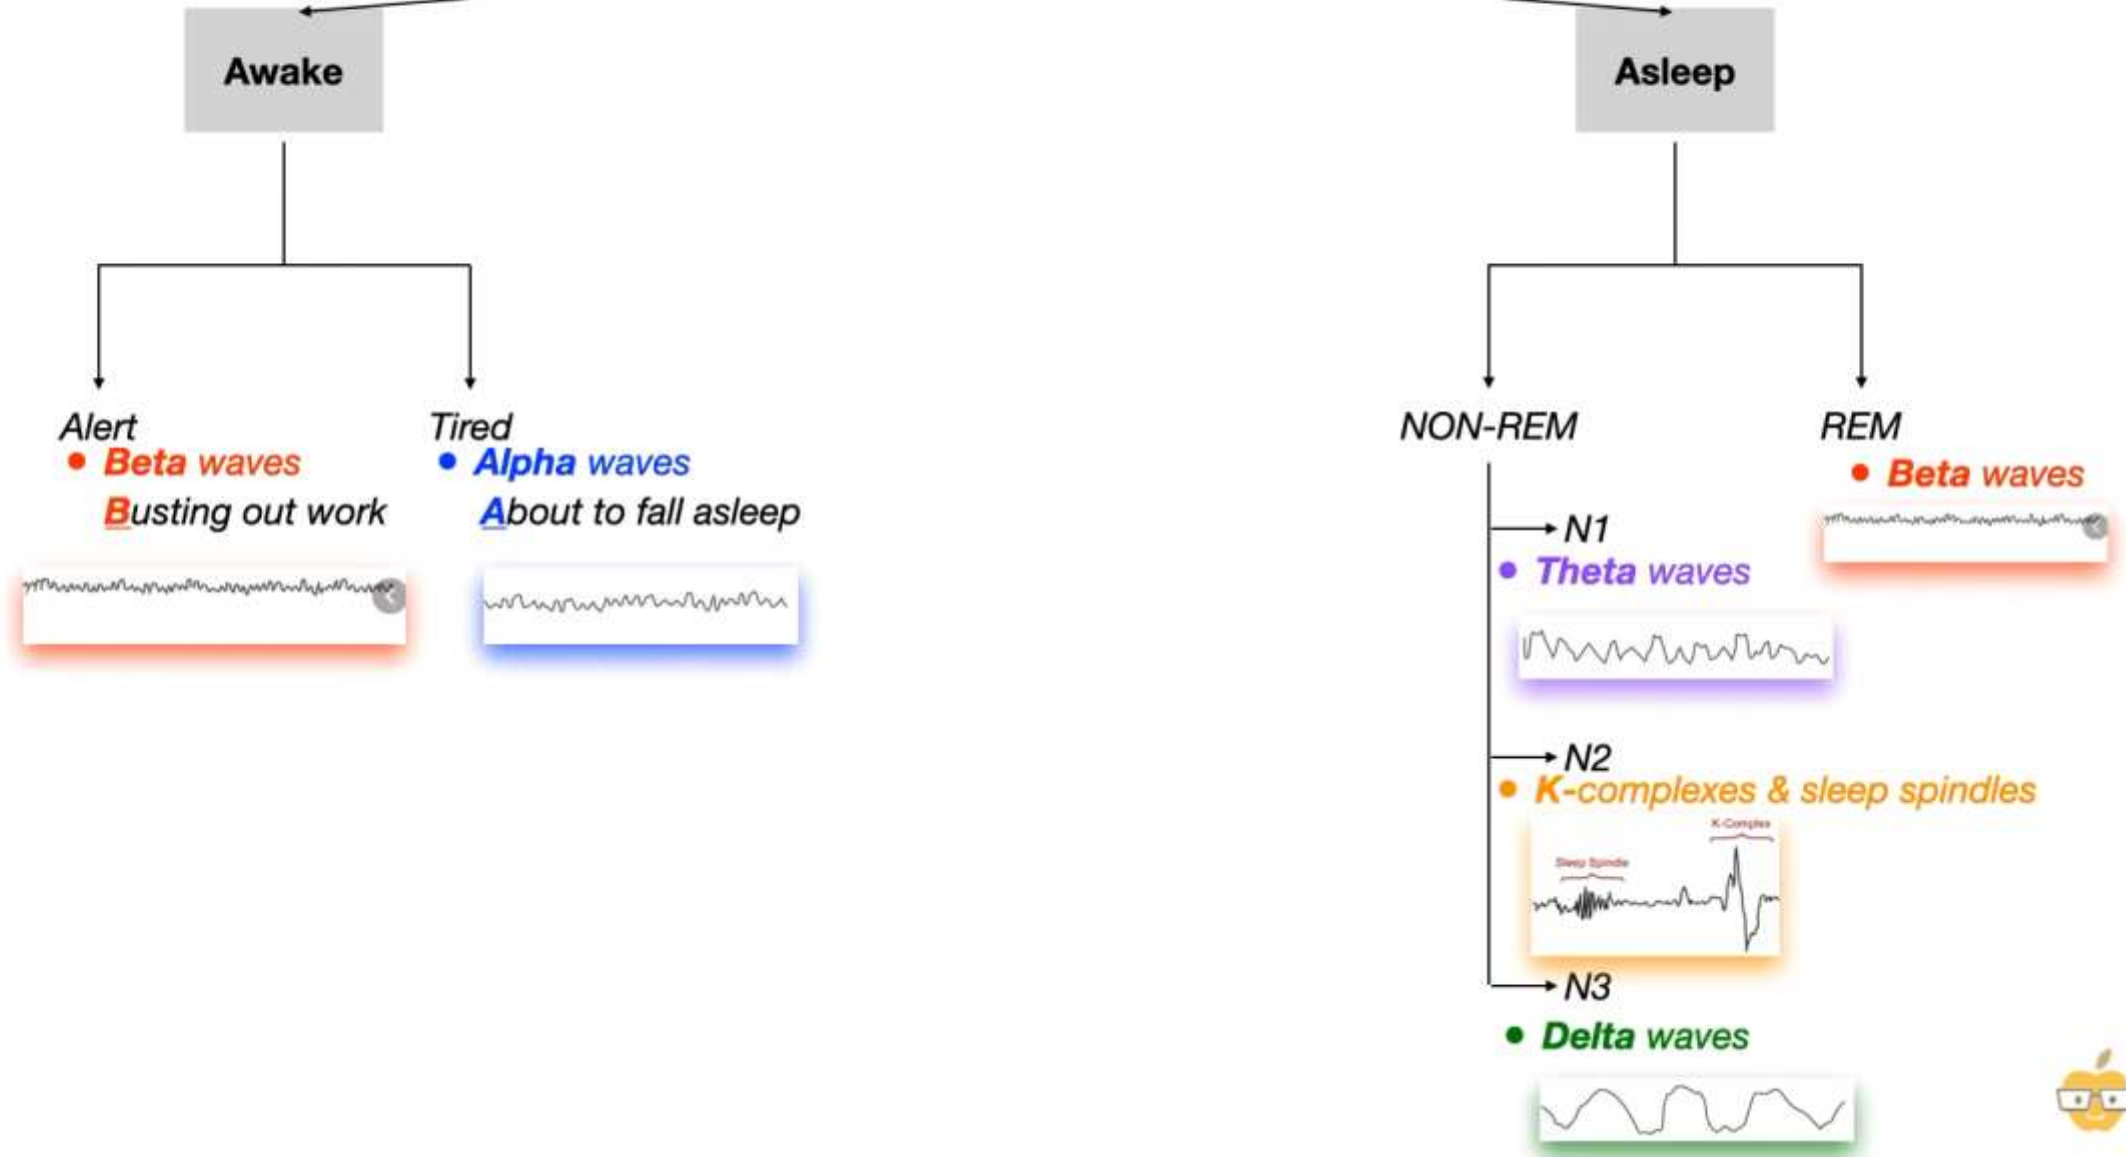 Awake
Asleep
Alert
• Beta waves
Busting out work
Tired
• Alpha waves
About to fall asleep
NON-REM
N1
• Theta waves
N2
• K-complexes & sleep spindles
K-Complex
Sleep Spindle
N3
• Delta waves
REM
• Beta waves